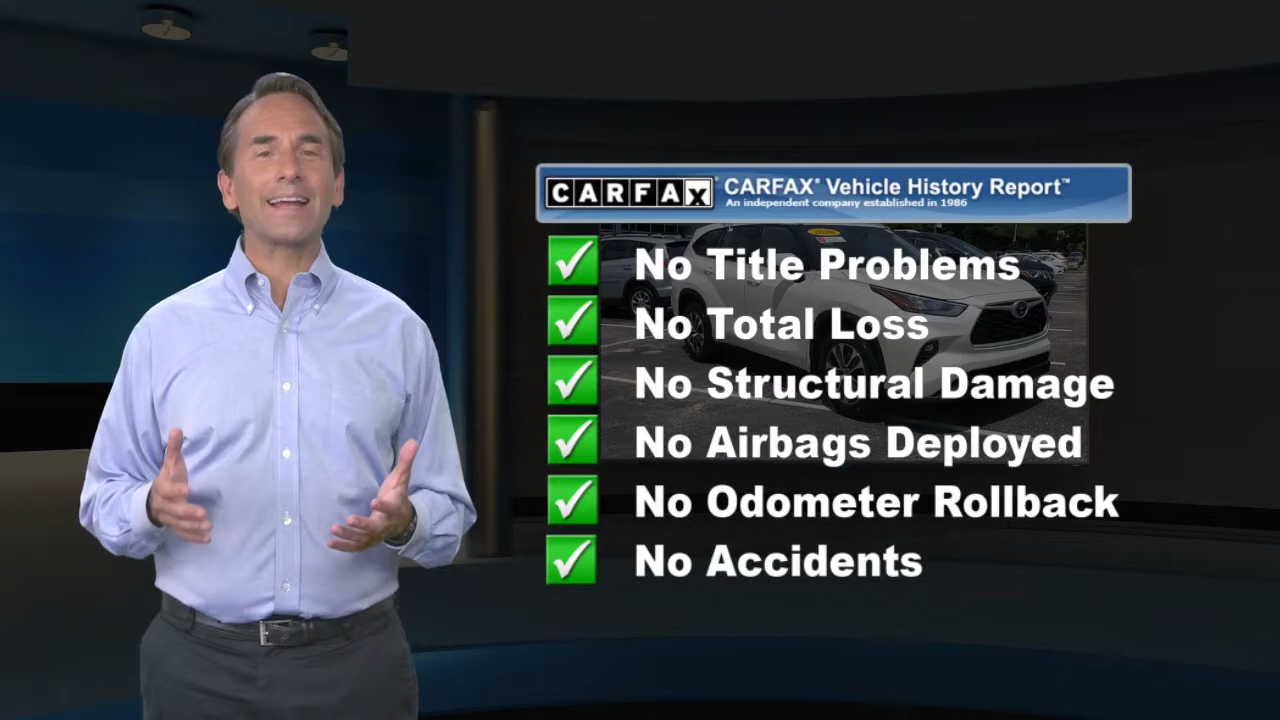 CARFAX® CARFAX® Vehicle History Report™
An independent company established in 1986
No Title Problems
No Total Loss
No Structural Damage
No Airbags Deployed
No Odometer Rollback
No Accidents